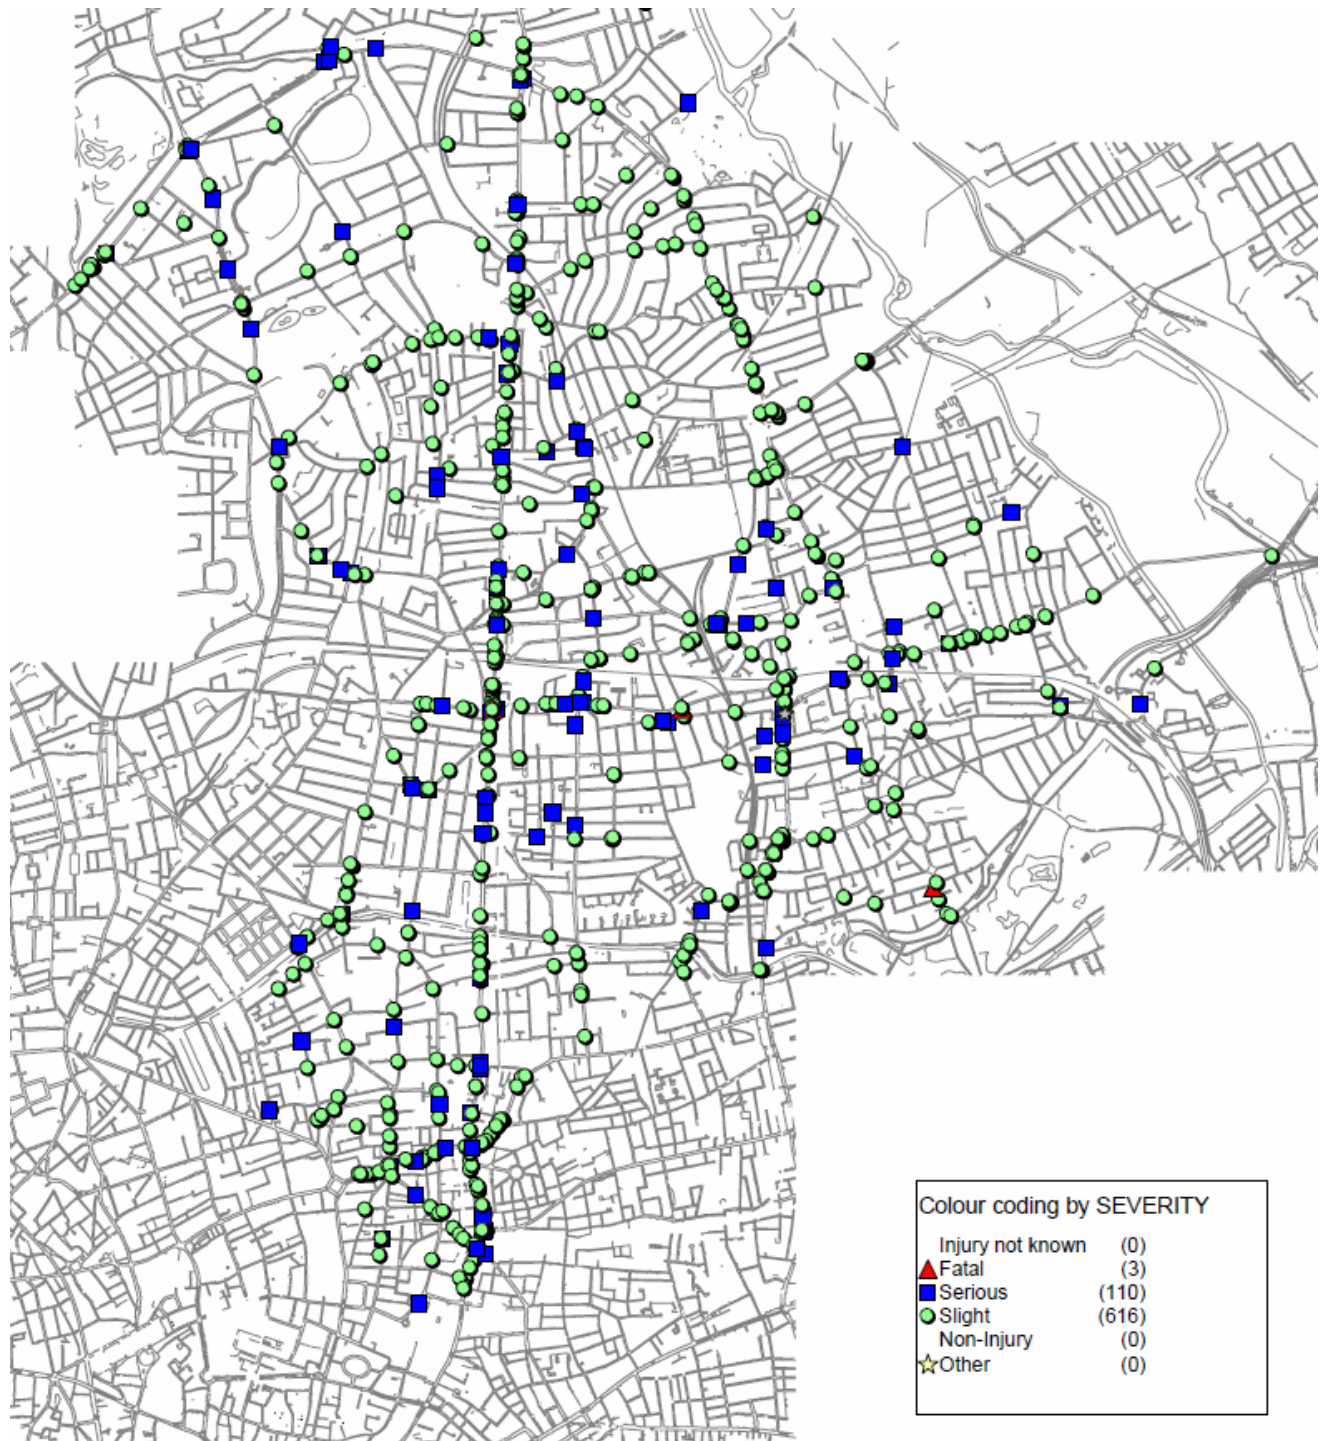 Colour coding by SEVERITY
Injury not known (0)
Fatal (3)
Serious (110)
Slight (616)
Non-Injury (0)
Other (0)